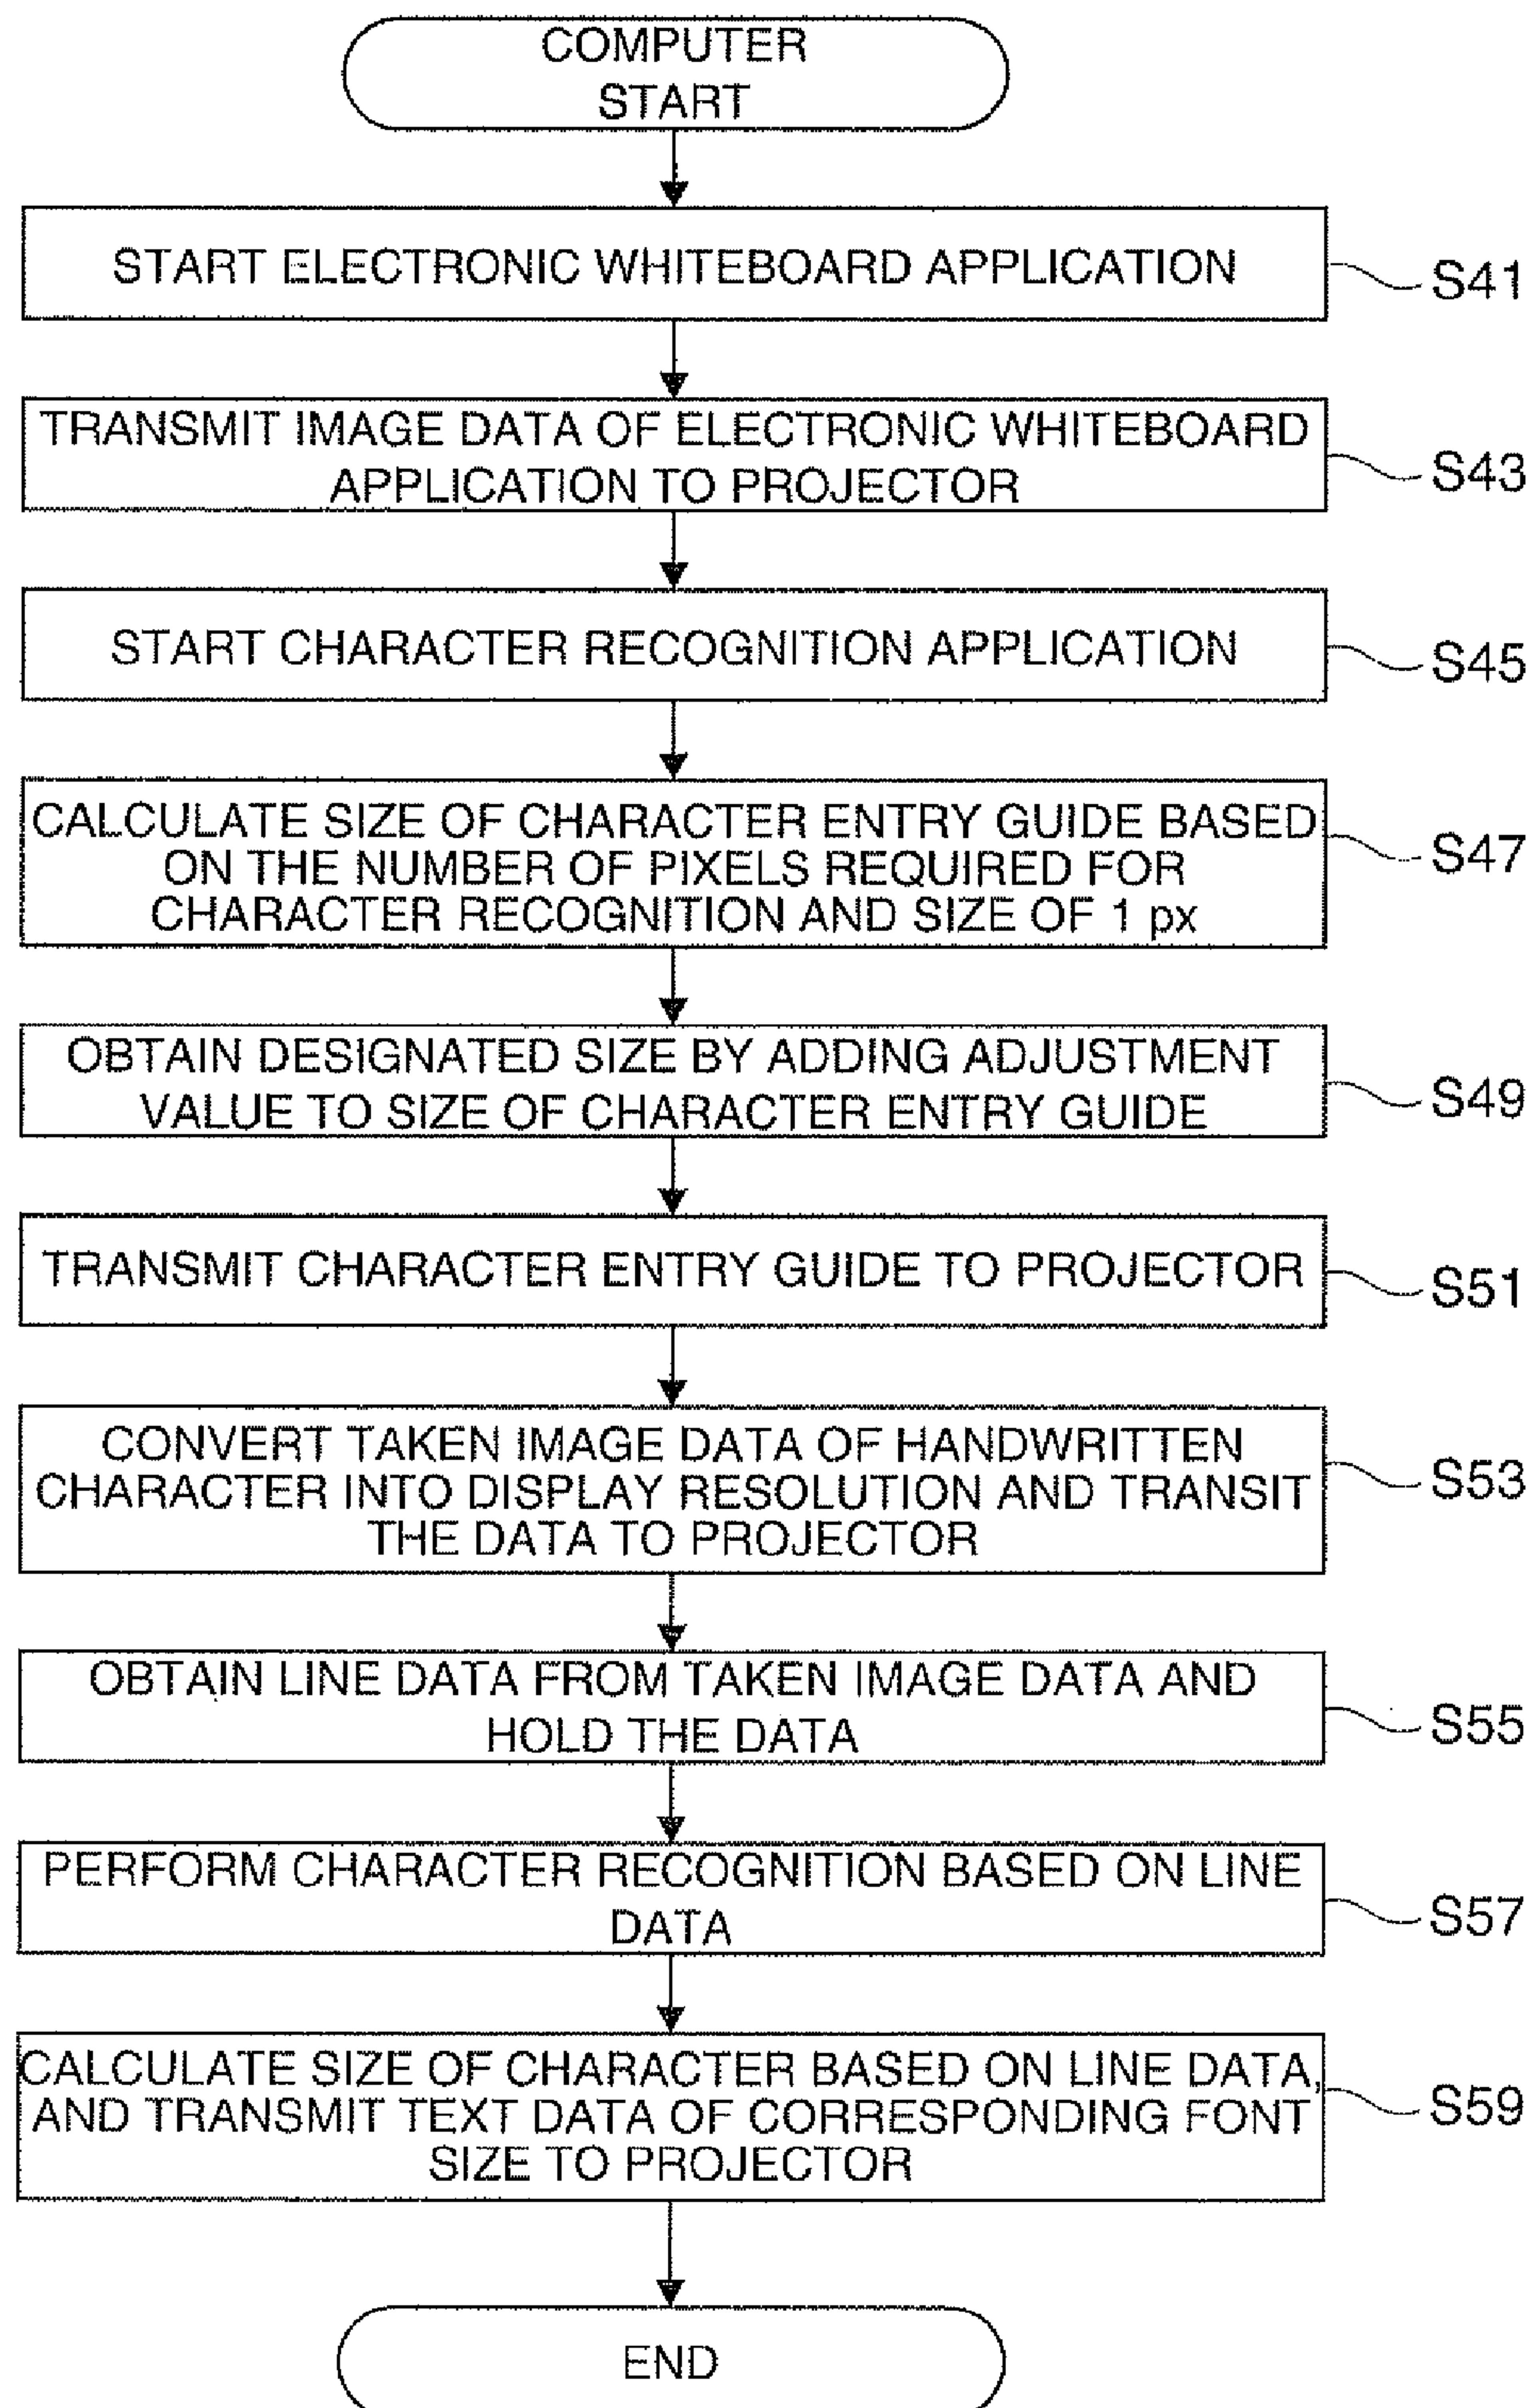 COMPUTER
START
START ELECTRONIC WHITEBOARD APPLICATION
S41
TRANSMIT IMAGE DATA OF ELECTRONIC WHITEBOARD
APPLICATION TO PROJECTOR
S43
START CHARACTER RECOGNITION APPLICATION
S45
CALCULATE SIZE OF CHARACTER ENTRY GUIDE BASED
ON THE NUMBER OF PIXELS REQUIRED FOR
CHARACTER RECOGNITION AND SIZE OF 1 px
S47
OBTAIN DESIGNATED SIZE BY ADDING ADJUSTMENT
VALUE TO SIZE OF CHARACTER ENTRY GUIDE
S49
TRANSMIT CHARACTER ENTRY GUIDE TO PROJECTOR
S51
CONVERT TAKEN IMAGE DATA OF HANDWRITTEN
CHARACTER INTO DISPLAY RESOLUTION AND TRANSIT
THE DATA TO PROJECTOR
S53
OBTAIN LINE DATA FROM TAKEN IMAGE DATA AND
HOLD THE DATA
S55
PERFORM CHARACTER RECOGNITION BASED ON LINE
DATA
S57
CALCULATE SIZE OF CHARACTER BASED ON LINE DATA,
AND TRANSMIT TEXT DATA OF CORRESPONDING FONT
SIZE TO PROJECTOR
S59
END